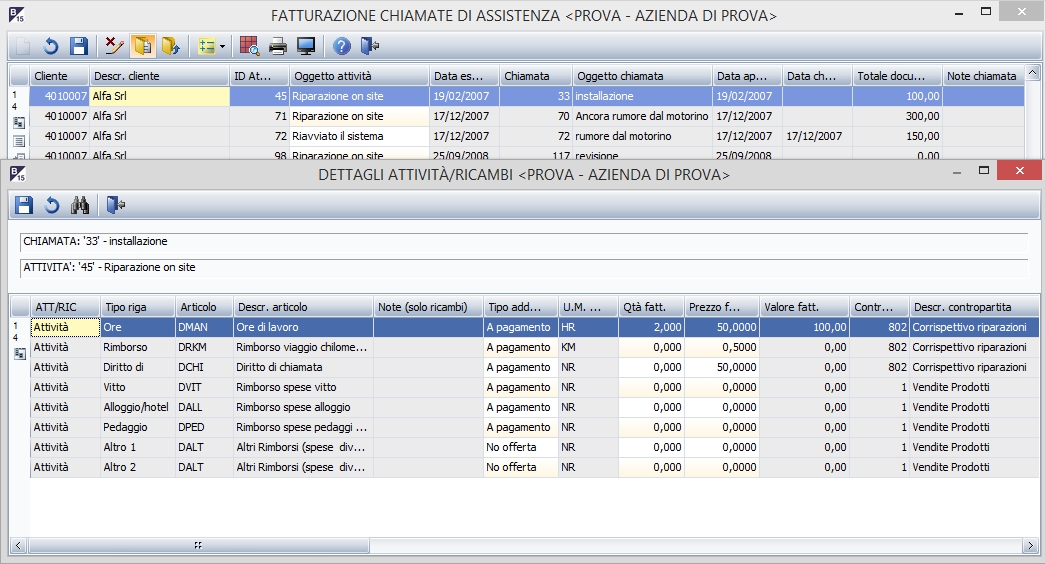 B 15 FATTURAZIONE CHIAMATE DI ASSISTENZA <PROVA - AZIENDA DI PROVA>
Cliente Descr. cliente ID At... Oggetto attività Data es... Chiamata Oggetto chiamata Data ap... Data ch... Totale docu... Note chiamata
1 4010007 Alfa Srl 45 Riparazione on site 19/02/2007 33 installazione 19/02/2007 100,00
4 4010007 Alfa Srl 71 Riparazione on site 17/12/2007 70 Ancora rumore dal motorino 17/12/2007 300,00
4010007 Alfa Srl 72 Riavviato il sistema 17/12/2007 72 rumore dal motorino 17/12/2007 17/12/2007 150,00
4010007 Alfa Srl 98 Riparazione on site 25/09/2008 117 revisione 25/09/2008 0,00
B 15 DETTAGLI ATTIVITÀ/RICAMBI <PROVA - AZIENDA DI PROVA>
CHIAMATA: '33' - installazione
ATTIVITA': '45' - Riparazione on site
ATT/RIC Tipo riga Articolo Descr. articolo Note (solo ricambi) Tipo add... U.M. ... Qtà fatt. Prezzo f... Valore fatt. Contr... Descr. contropartita
1 Attività Ore DMAN Ore di lavoro A pagamento HR 2,000 50,0000 100,00 802 Corrispettivo riparazioni
4 Attività Rimborso DRKM Rimborso viaggio chilome... A pagamento KM 0,000 0,5000 0,00 802 Corrispettivo riparazioni
Attività Diritto di DCHI Diritto di chiamata A pagamento NR 0,000 50,0000 0,00 802 Corrispettivo riparazioni
Attività Vitto DVIT Rimborso spese vitto A pagamento NR 0,000 0,0000 0,00 1 Vendite Prodotti
Attività Alloggio/hotel DALL Rimborso spese alloggio A pagamento NR 0,000 0,0000 0,00 1 Vendite Prodotti
Attività Pedaggio DPED Rimborso spese pedaggi ... A pagamento NR 0,000 0,0000 0,00 1 Vendite Prodotti
Attività Altro 1 DALT Altri Rimborsi (spese div... No offerta NR 0,000 0,0000 0,00 1 Vendite Prodotti
Attività Altro 2 DALT Altri Rimborsi (spese div... No offerta NR 0,000 0,0000 0,00 1 Vendite Prodotti